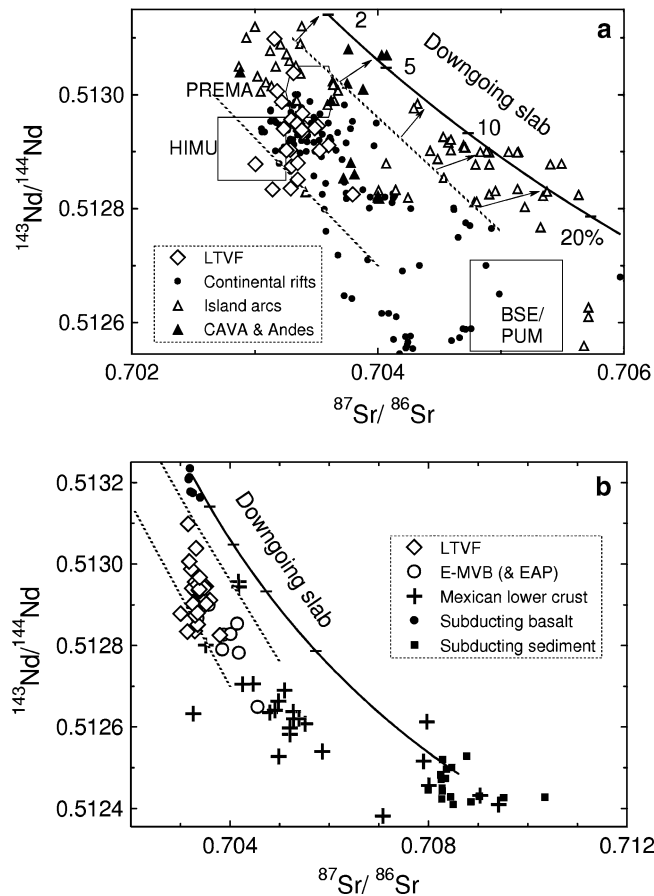 a
2
5
10
20%
Downgoing slab
0.5130
0.5128
0.5126
143Nd/144Nd
PREMA
HIMU
BSE/
PUM
LTVF
Continental rifts
Island arcs
CAVA & Andes
0.702
0.704
0.706
87Sr/ 86Sr
b
0.5132
0.5130
0.5128
0.5126
0.5124
143Nd/144Nd
Downgoing slab
LTVF
E-MVB (& EAP)
Mexican lower crust
Subducting basalt
Subducting sediment
0.704
0.708
0.712
87Sr/ 86Sr